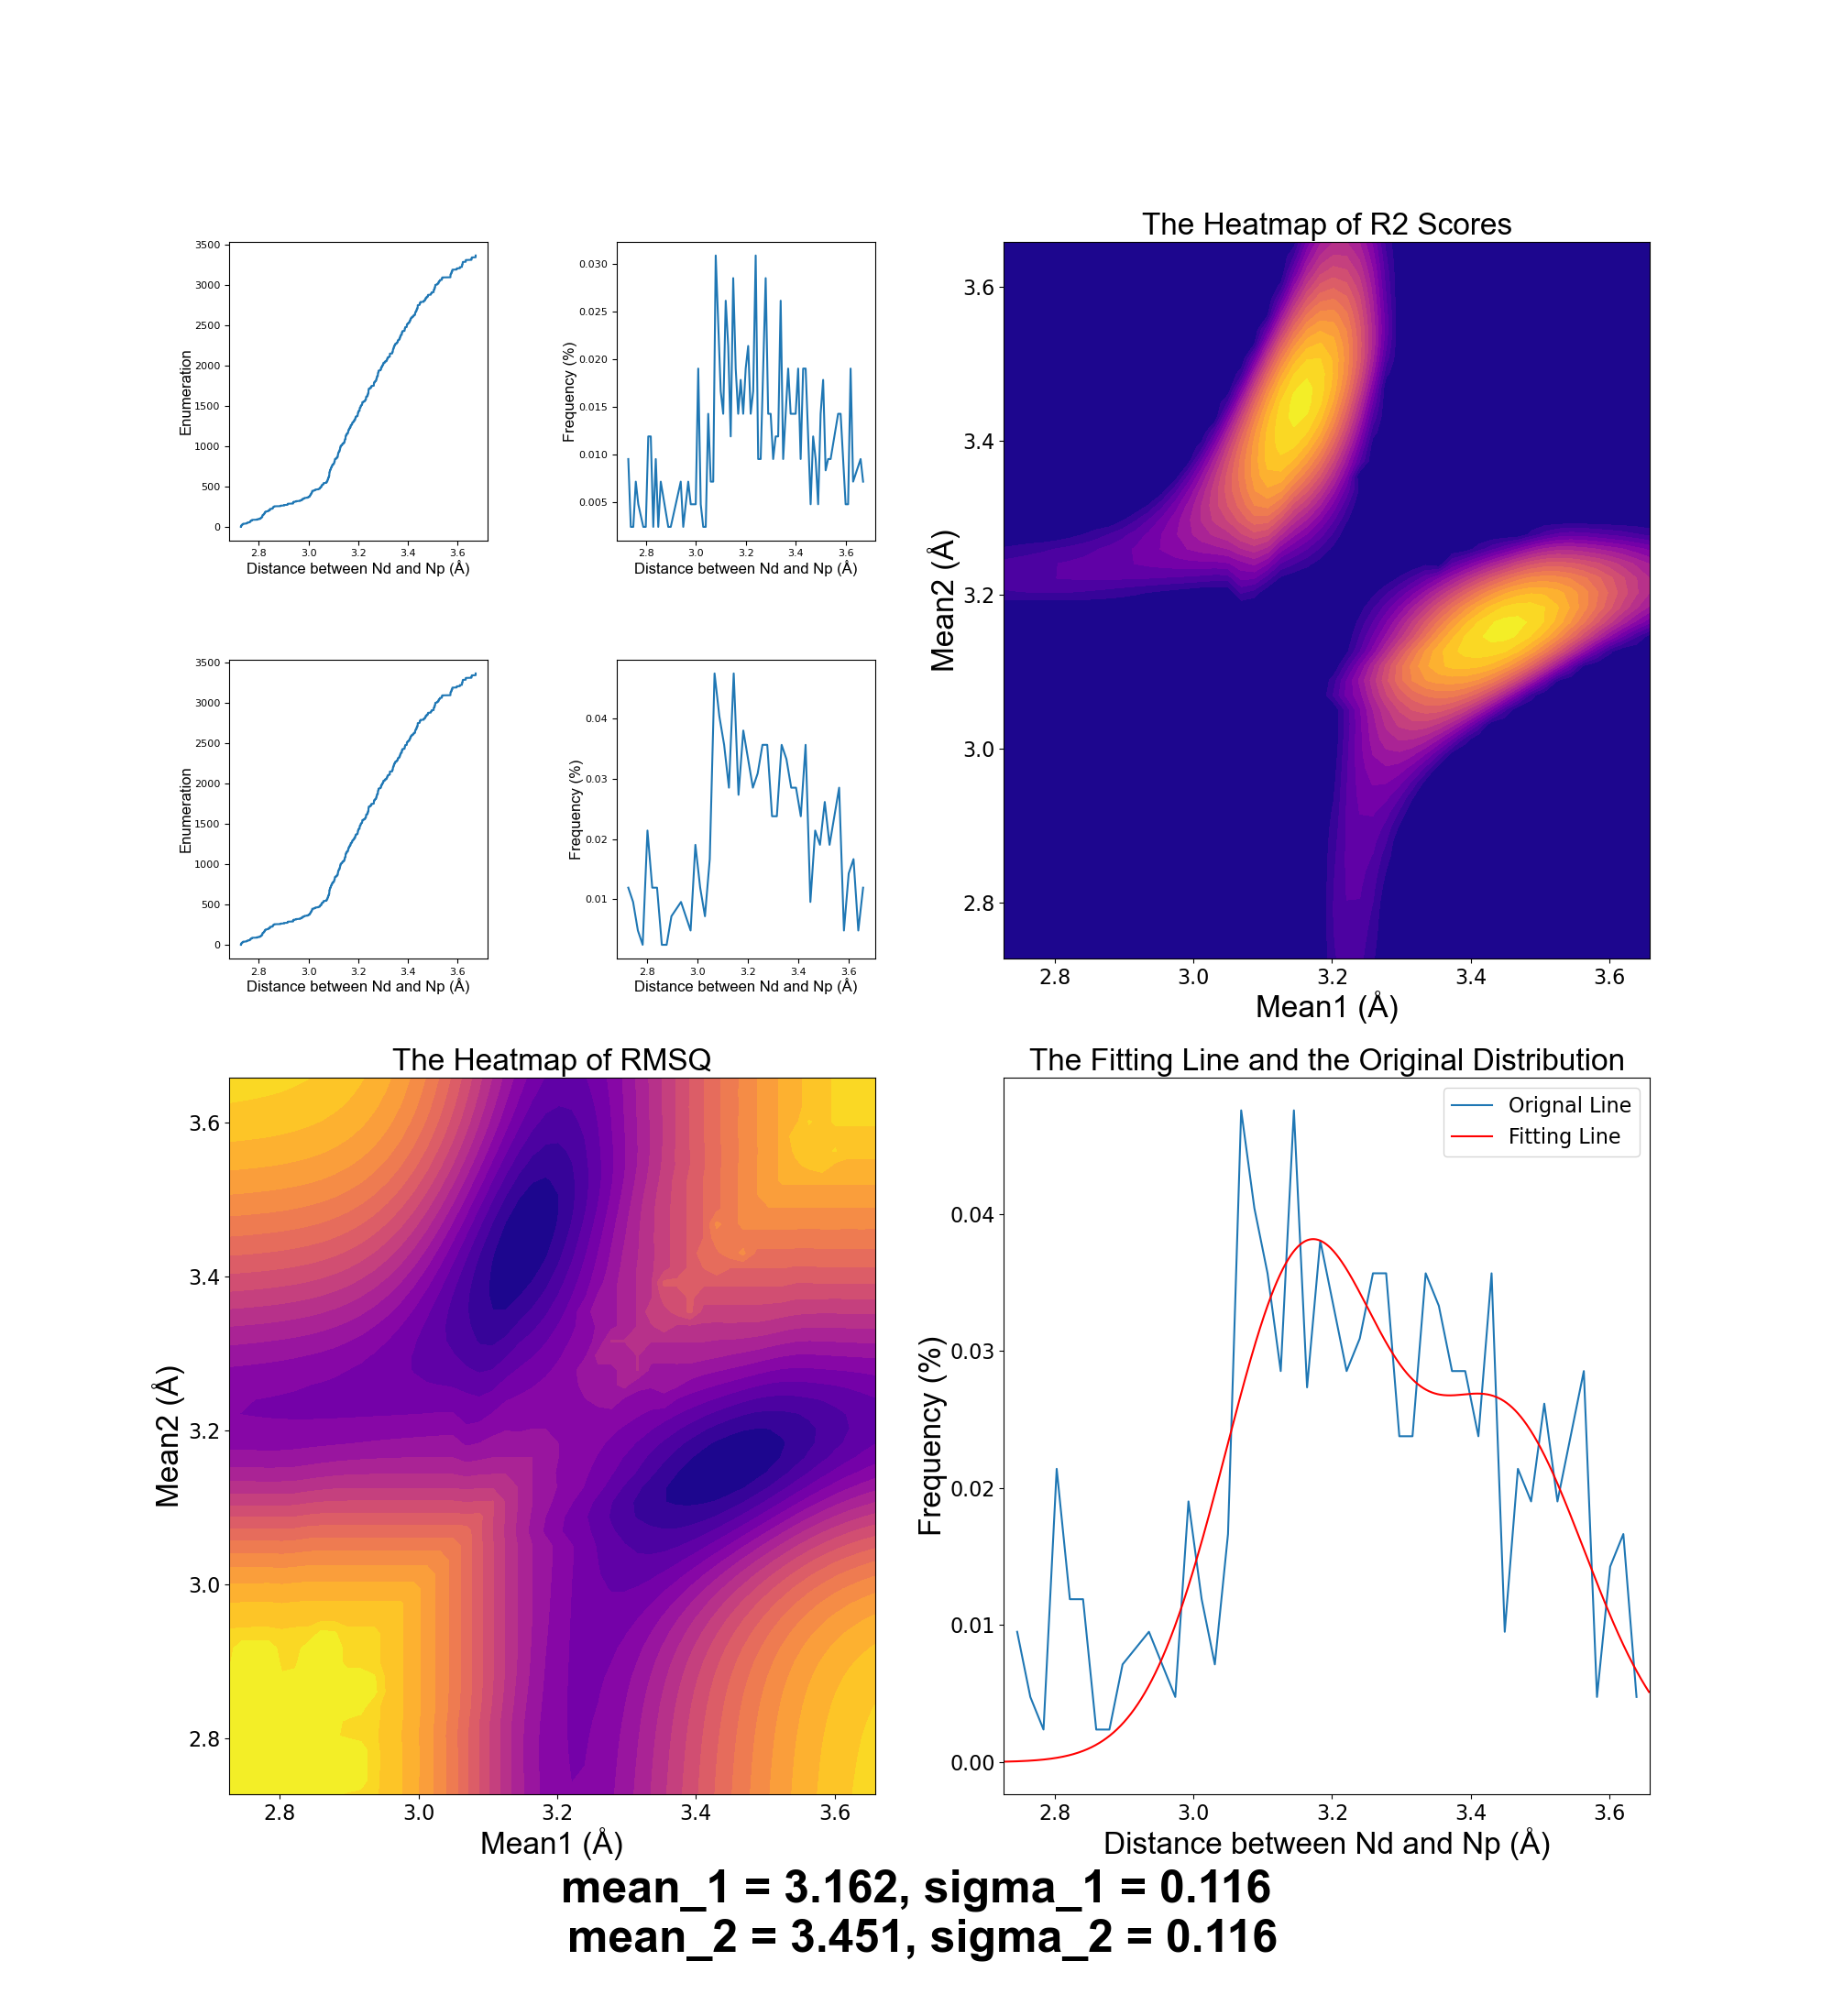 3500
3000
2500
2000
1500
1000
500
0
Enumeration
2.8 3.0 3.2 3.4 3.6
Distance between Nd and Np (Å)
0.030
0.025
0.020
0.015
0.010
0.005
Frequency (%)
2.8 3.0 3.2 3.4 3.6
Distance between Nd and Np (Å)
The Heatmap of R2 Scores
3.6
3.4
3.2
3.0
2.8
Mean2 (Å)
2.8 3.0 3.2 3.4 3.6
Mean1 (Å)
3500
3000
2500
2000
1500
1000
500
0
Enumeration
2.8 3.0 3.2 3.4 3.6
Distance between Nd and Np (Å)
0.04
0.03
0.02
0.01
Frequency (%)
2.8 3.0 3.2 3.4 3.6
Distance between Nd and Np (Å)
The Heatmap of RMSQ
3.6
3.4
3.2
3.0
2.8
Mean2 (Å)
2.8 3.0 3.2 3.4 3.6
Mean1 (Å)
The Fitting Line and the Original Distribution
Orignal Line
Fitting Line
0.04
0.03
0.02
0.01
0.00
Frequency (%)
2.8 3.0 3.2 3.4 3.6
Distance between Nd and Np (Å)
mean_1 = 3.162, sigma_1 = 0.116
mean_2 = 3.451, sigma_2 = 0.116